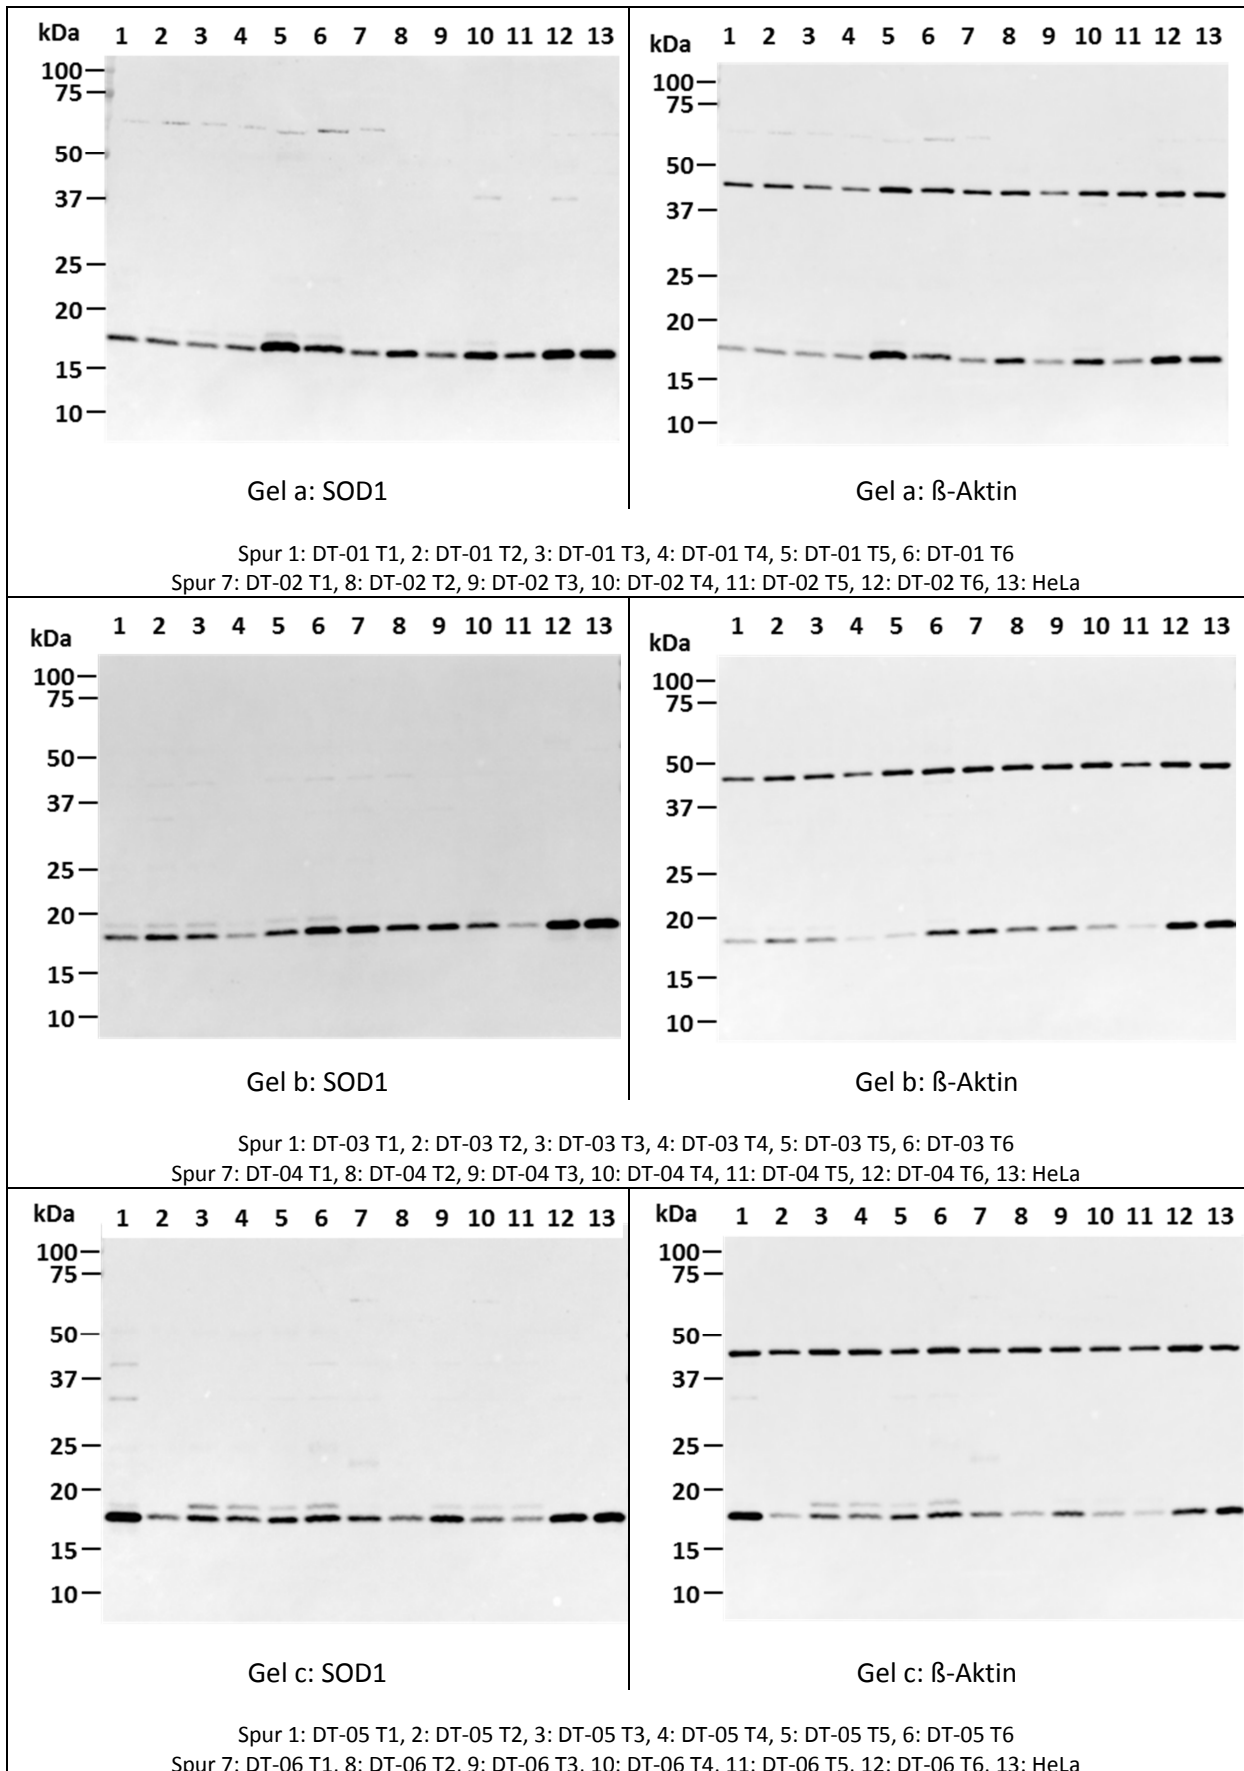 kDa 1 2 3 4 5 6 7 8 9 10 11 12 13
100
75
50
37
25
20
15
10
Gel a: SOD1
kDa 1 2 3 4 5 6 7 8 9 10 11 12 13
100
75
50
37
25
20
15
10
Gel a: ß-Aktin
Spur 1: DT-01 T1, 2: DT-01 T2, 3: DT-01 T3, 4: DT-01 T4, 5: DT-01 T5, 6: DT-01 T6
Spur 7: DT-02 T1, 8: DT-02 T2, 9: DT-02 T3, 10: DT-02 T4, 11: DT-02 T5, 12: DT-02 T6, 13: HeLa
kDa 1 2 3 4 5 6 7 8 9 10 11 12 13
100
75
50
37
25
20
15
10
Gel b: SOD1
kDa 1 2 3 4 5 6 7 8 9 10 11 12 13
100
75
50
37
25
20
15
10
Gel b: ß-Aktin
Spur 1: DT-03 T1, 2: DT-03 T2, 3: DT-03 T3, 4: DT-03 T4, 5: DT-03 T5, 6: DT-03 T6
Spur 7: DT-04 T1, 8: DT-04 T2, 9: DT-04 T3, 10: DT-04 T4, 11: DT-04 T5, 12: DT-04 T6, 13: HeLa
kDa 1 2 3 4 5 6 7 8 9 10 11 12 13
100
75
50
37
25
20
15
10
Gel c: SOD1
kDa 1 2 3 4 5 6 7 8 9 10 11 12 13
100
75
50
37
25
20
15
10
Gel c: ß-Aktin
Spur 1: DT-05 T1, 2: DT-05 T2, 3: DT-05 T3, 4: DT-05 T4, 5: DT-05 T5, 6: DT-05 T6
Spur 7: DT-06 T1, 8: DT-06 T2, 9: DT-06 T3, 10: DT-06 T4, 11: DT-06 T5, 12: DT-06 T6, 13: HeLa